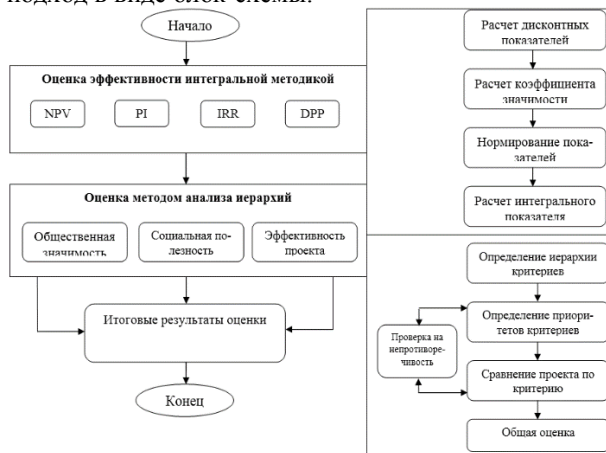 подход в виде блок-схемы.
Начало
Оценка эффективности интегральной методикой
NPV
PI
IRR
DPP
Оценка методом анализа иерархий
Общественная
значимость
Социальная по-
лезность
Эффективность
проекта
Итоговые результаты оценки
Конец
Расчет дисконтных
показателей
Расчет коэффициента
значимости
Нормирование пока-
зателей
Расчет интегрального
показателя
Определение иерархии
критериев
Определение приори-
тетов критериев
Проверка на
непротиворе-
чивость
Сравнение проекта по
критерию
Общая оценка